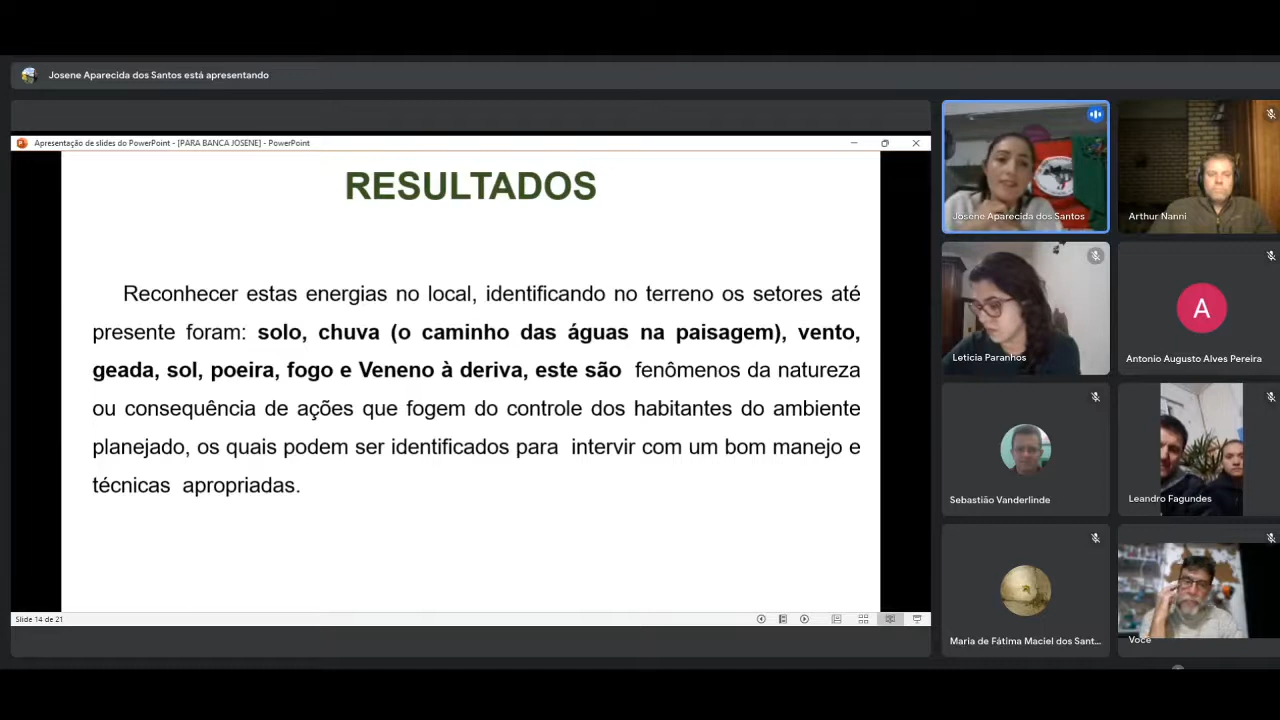 Josene Aparecida dos Santos está apresentando
Apresentação de slides do PowerPoint - [PARA BANCA JOSENE] - PowerPoint
RESULTADOS
Reconhecer estas energias no local, identificando no terreno os setores até
presente foram: solo, chuva (o caminho das águas na paisagem), vento,
geada, sol, poeira, fogo e Veneno à deriva, este são fenômenos da natureza
ou consequência de ações que fogem do controle dos habitantes do ambiente
planejado, os quais podem ser identificados para intervir com um bom manejo e
técnicas apropriadas.
Slide 14 de 21
Josene Aparecida dos Santos
Arthur Nanni
Leticia Paranhos
A
Antonio Augusto Alves Pereira
Sebastião Vanderlinde
Leandro Fagundes
Maria de Fátima Maciel dos Sant...
Você